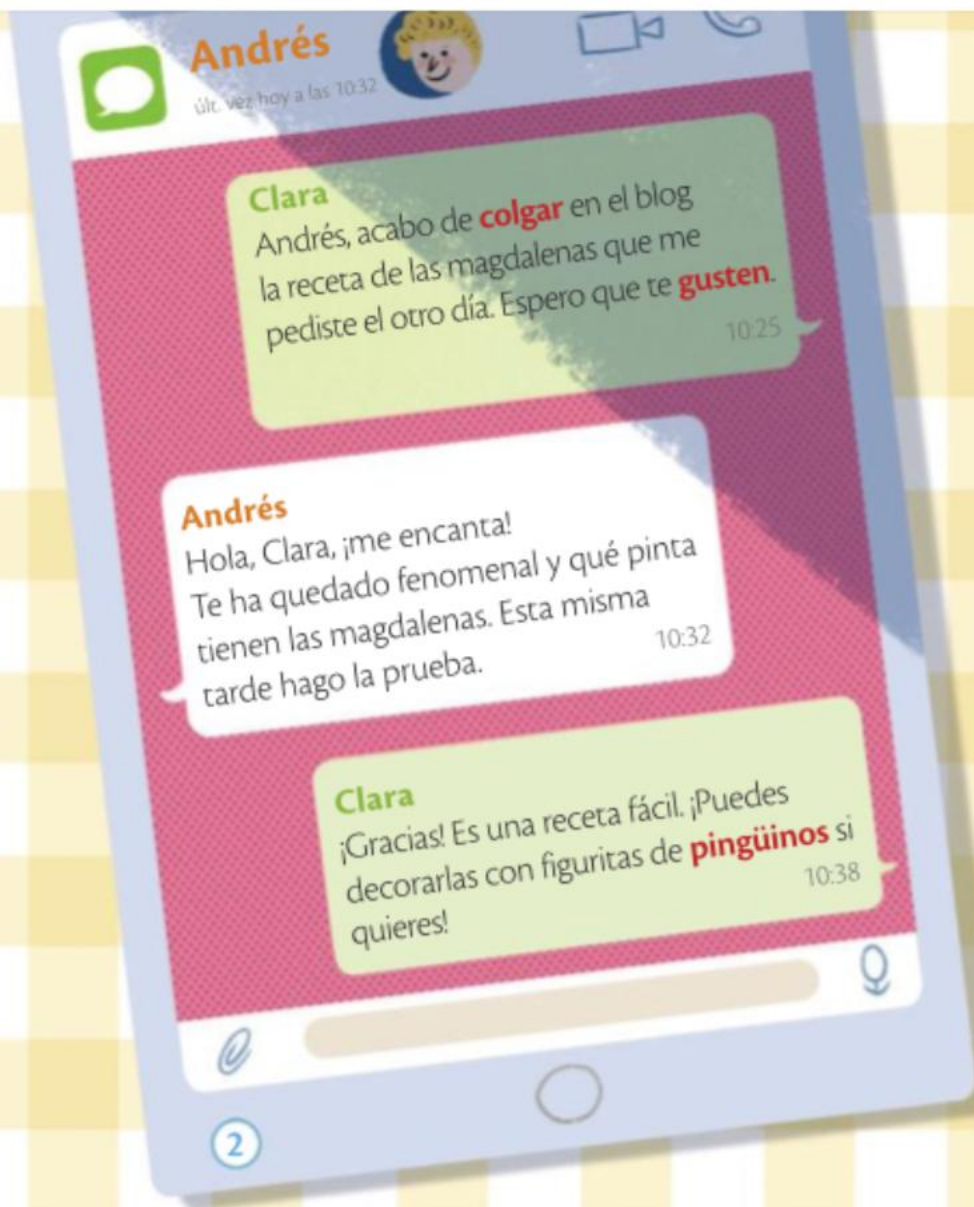 Andrés
últ. vez hoy a las 10:32
Clara
Andrés, acabo de colgar en el blog
la receta de las magdalenas que me
pediste el otro día. Espero que te gusten.
10:25
Andrés
Hola, Clara, ¡me encanta!
Te ha quedado fenomenal y qué pinta
tienen las magdalenas. Esta misma
tarde hago la prueba.
10:32
Clara
¡Gracias! Es una receta fácil. ¡Puedes
decorarlas con figuritas de pingüinos si
quieres!
10:38
2